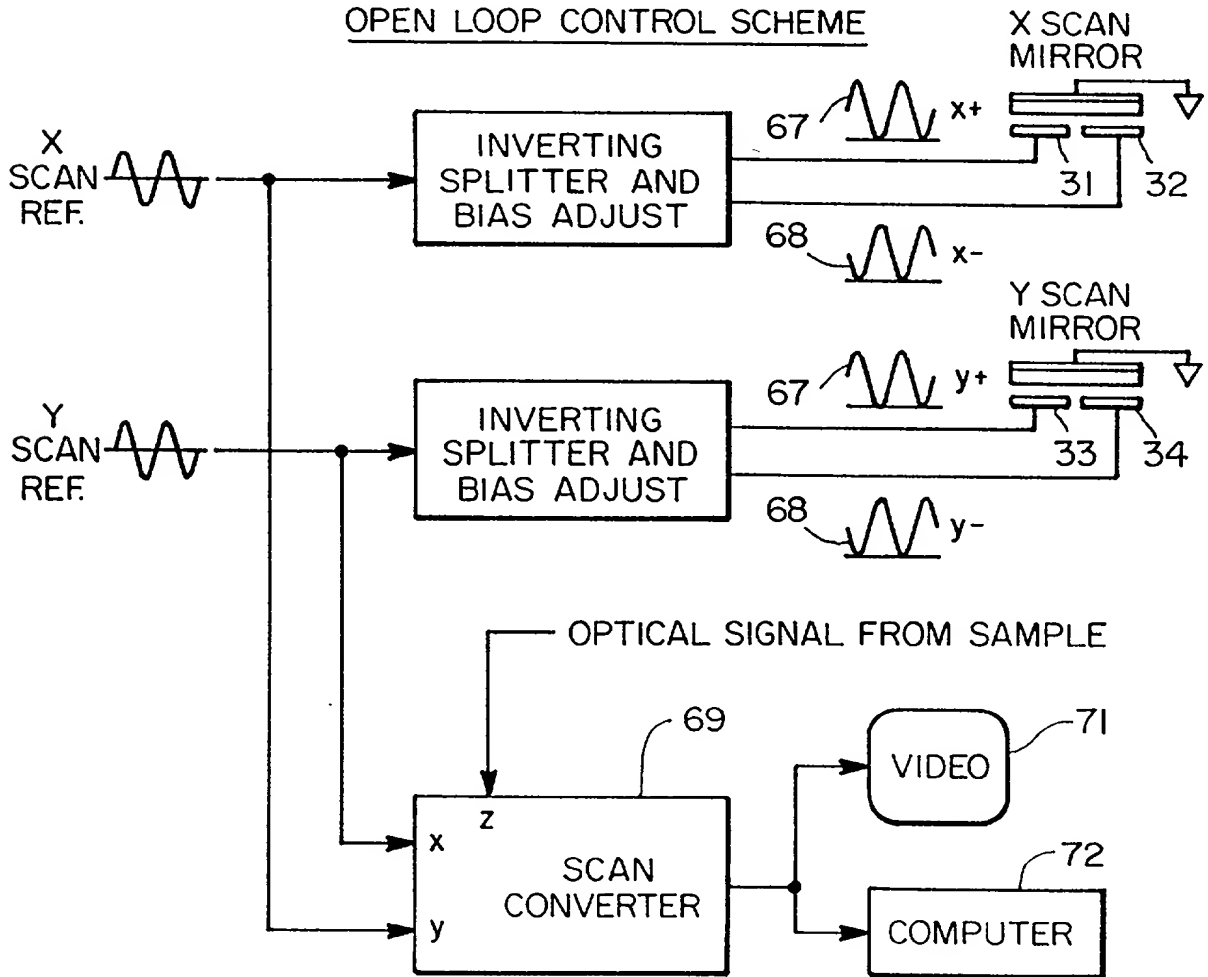 OPEN LOOP CONTROL SCHEME
X SCAN
MIRROR
67
x+
X
SCAN
REF.
INVERTING
SPLITTER AND
BIAS ADJUST
31
32
68
x-
Y SCAN
MIRROR
67
y+
Y
SCAN
REF.
INVERTING
SPLITTER AND
BIAS ADJUST
33
34
68
y-
OPTICAL SIGNAL FROM SAMPLE
69
71
z
VIDEO
x
SCAN
CONVERTER
y
72
COMPUTER